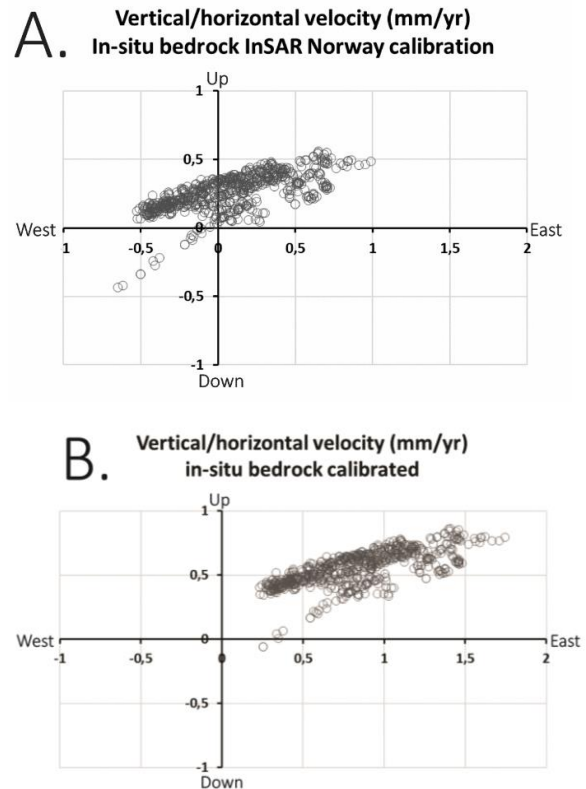 A.
Vertical/horizontal velocity (mm/yr)
In-situ bedrock InSAR Norway calibration
Up
1
0,5
West
0
East
1
-0,5
0
0,5
1
1,5
2
-0,5
-1
Down
B.
Vertical/horizontal velocity (mm/yr)
in-situ bedrock calibrated
Up
1
0,5
West
0
East
-1
-0,5
0
0,5
1
1,5
2
-0,5
-1
Down